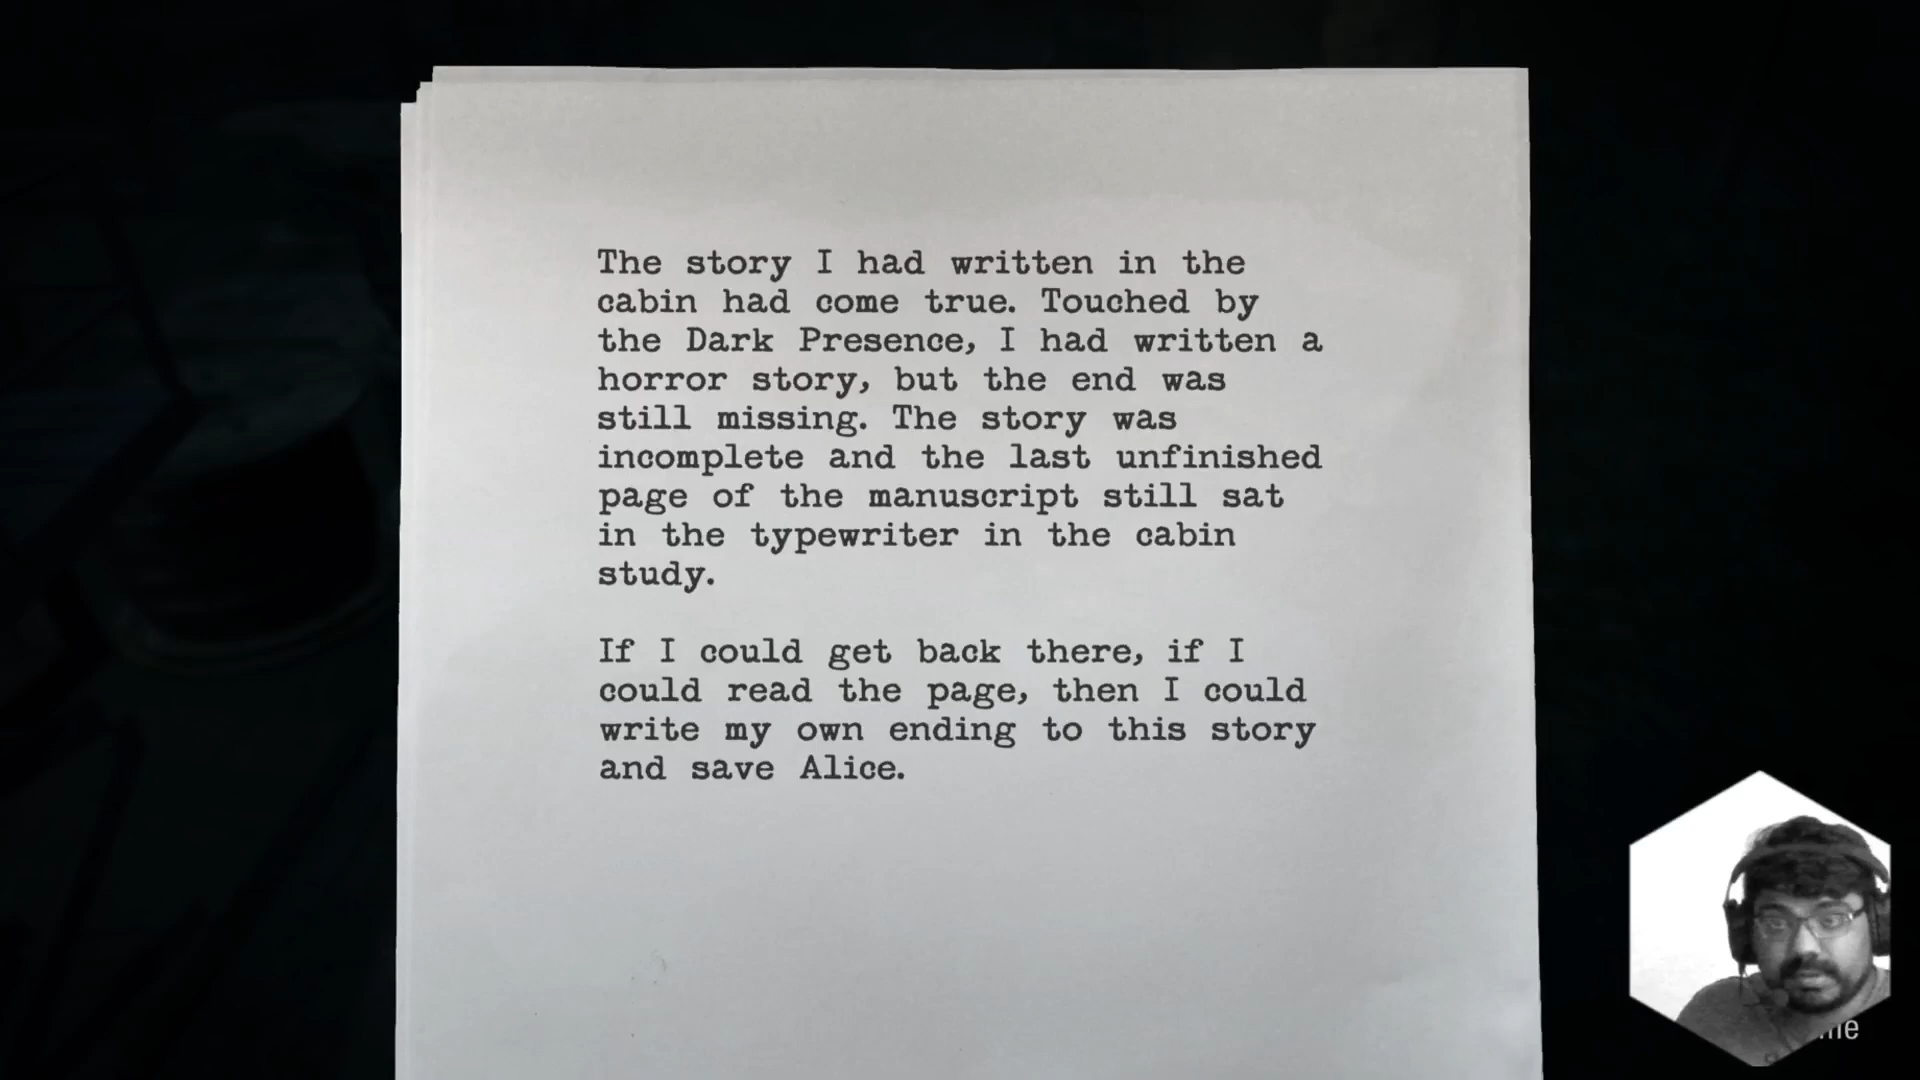 The story I had written in the
cabin had come true. Touched by
the Dark Presence, I had written a
horror story, but the end was
still missing. The story was
incomplete and the last unfinished
page of the manuscript still sat
in the typewriter in the cabin
study.
If I could get back there, if I
could read the page, then I could
write my own ending to this story
and save Alice.